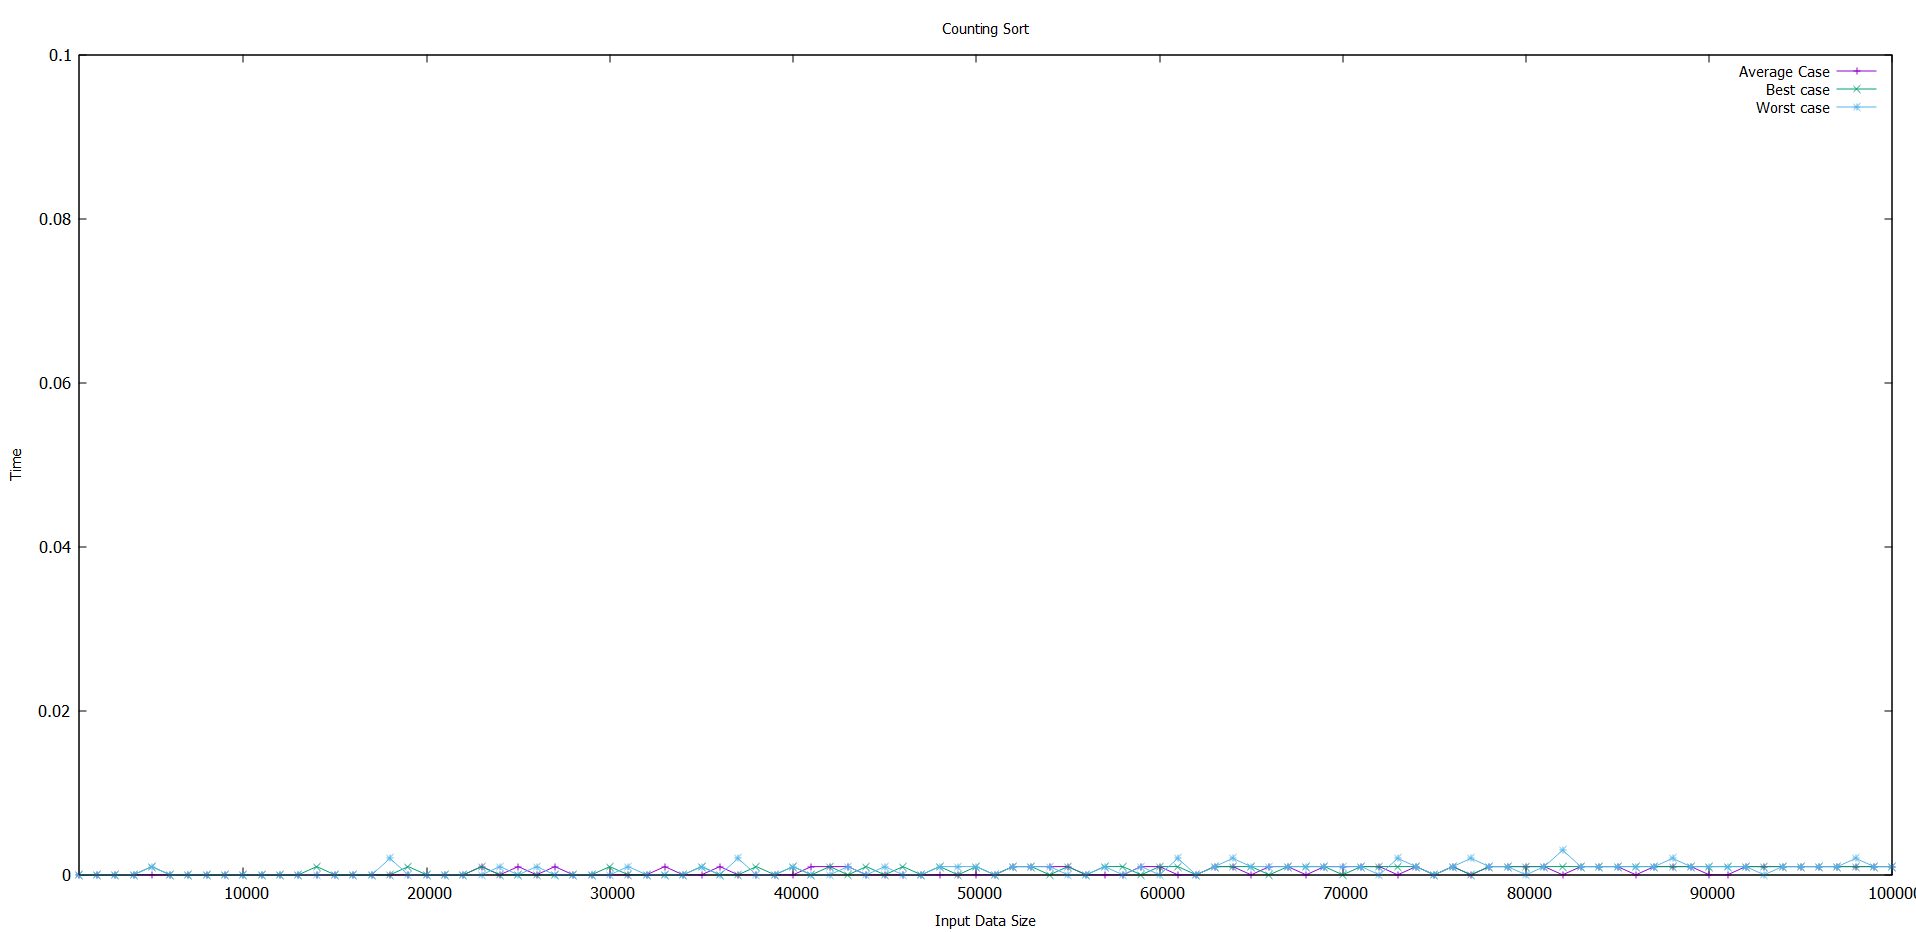 Counting Sort
0.1
Average Case
Best case
Worst case
0.08
0.06
Time
0.04
0.02
0
10000 20000 30000 40000 50000 60000 70000 80000 90000 100000
Input Data Size